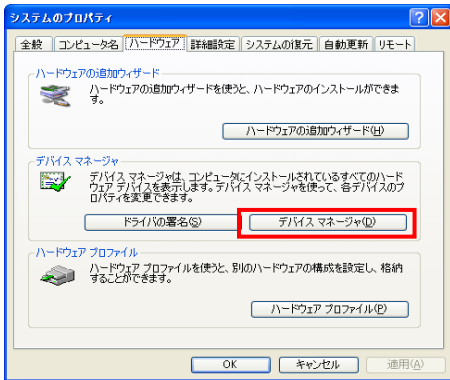 システムのプロパティ
全般 コンピュータ名 ハードウェア 詳細設定 システムの復元 自動更新 リモート
ハードウェアの追加ウィザード
ハードウェアの追加ウィザードを使うと、ハードウェアのインストールができま
す。
ハードウェアの追加ウィザード(H)
デバイス マネージャ
デバイス マネージャは、コンピュータにインストールされているすべてのハード
ウェア デバイスを表示します。デバイス マネージャを使って、各デバイスのプ
ロパティを変更できます。
ドライバの署名(S) デバイス マネージャ(D)
ハードウェア プロファイル
ハードウェア プロファイルを使うと、別のハードウェアの構成を設定し、格納
することができます。
ハードウェア プロファイル(P)
OK キャンセル 適用(A)